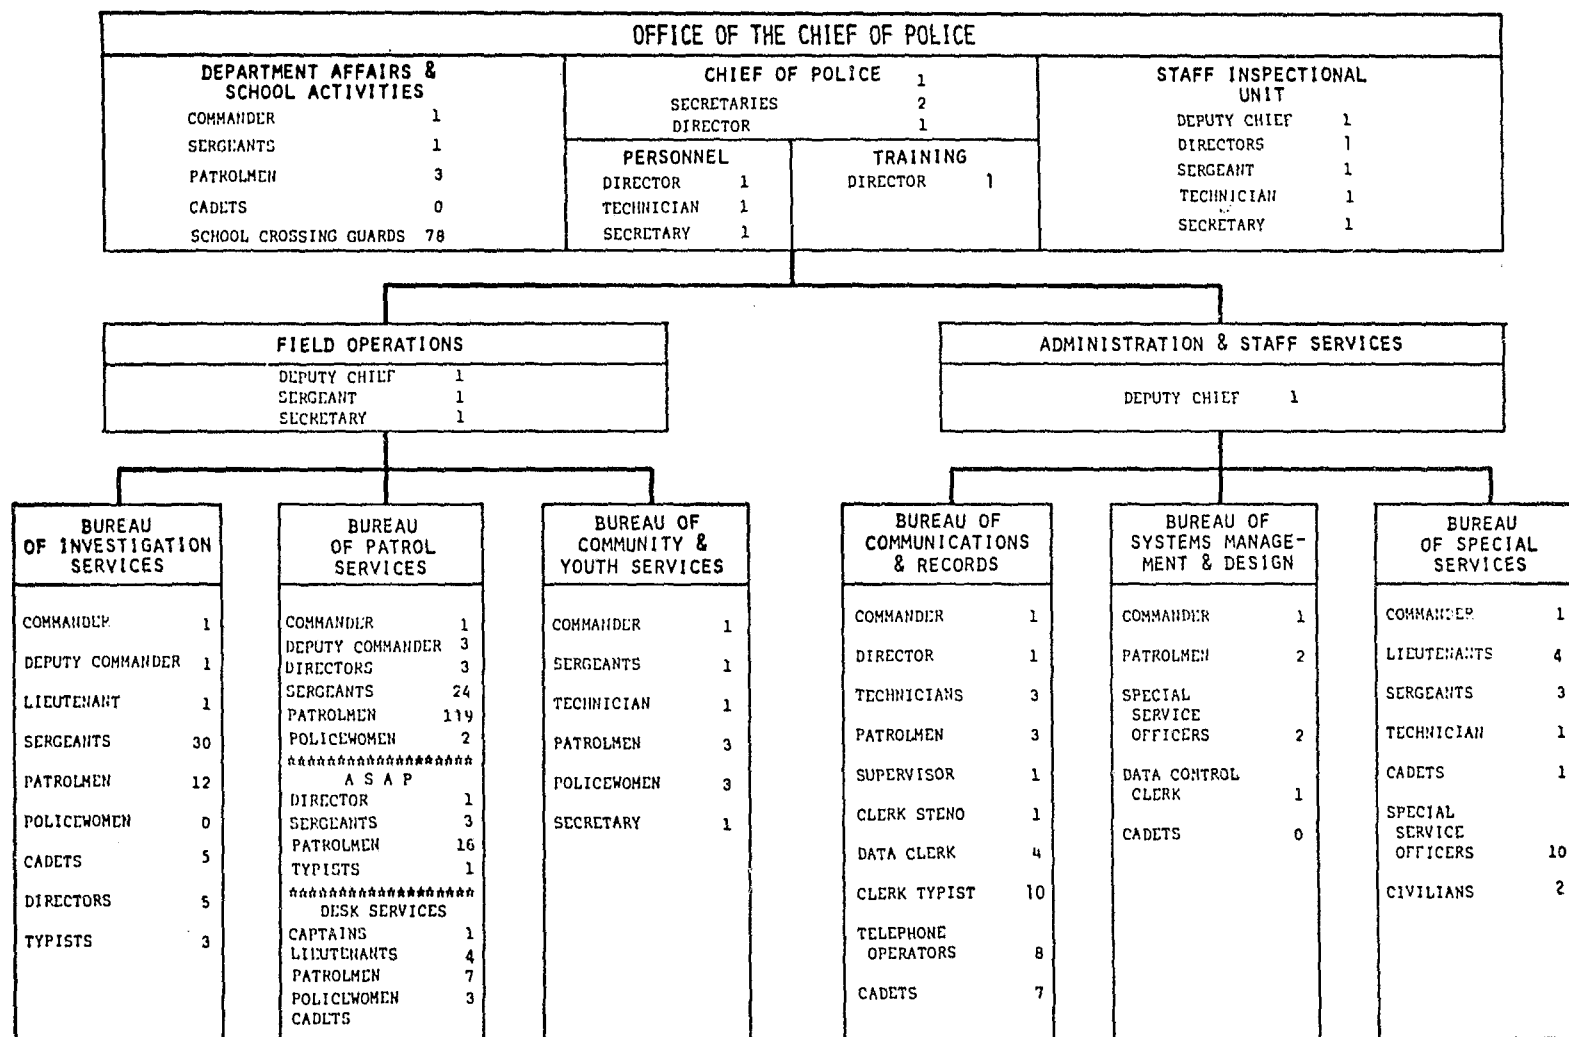 OFFICE OF THE CHIEF OF POLICE
DEPARTMENT AFFAIRS &
SCHOOL ACTIVITIES
COMMANDER 1
SERGEANTS 1
PATROLMEN 3
CADETS 0
SCHOOL CROSSING GUARDS 78
CHIEF OF POLICE 1
SECRETARIES 2
DIRECTOR 1
PERSONNEL
DIRECTOR 1
TECHNICIAN 1
SECRETARY 1
TRAINING
DIRECTOR 1
STAFF INSPECTIONAL
UNIT
DEPUTY CHIEF 1
DIRECTORS 1
SERGEANT 1
TECHNICIAN 1
SECRETARY 1
FIELD OPERATIONS
DEPUTY CHIEF 1
SERGEANT 1
SECRETARY 1
ADMINISTRATION & STAFF SERVICES
DEPUTY CHIEF 1
BUREAU
OF INVESTIGATION
SERVICES
COMMANDER 1
DEPUTY COMMANDER 1
LIEUTENANT 1
SERGEANTS 30
PATROLMEN 12
POLICEWOMEN 0
CADETS 5
DIRECTORS 5
TYPISTS 3
BUREAU
OF PATROL
SERVICES
COMMANDER 1
DEPUTY COMMANDER 3
DIRECTORS 3
SERGEANTS 24
PATROLMEN 119
POLICEWOMEN 2
*******************
A S A P
DIRECTOR 1
SERGEANTS 3
PATROLMEN 16
TYPISTS 1
*******************
DESK SERVICES
CAPTAINS 1
LIEUTENANTS 4
PATROLMEN 7
POLICEWOMEN 3
CADETS
BUREAU OF
COMMUNITY &
YOUTH SERVICES
COMMANDER 1
SERGEANTS 1
TECHNICIAN 1
PATROLMEN 3
POLICEWOMEN 3
SECRETARY 1
BUREAU OF
COMMUNICATIONS
& RECORDS
COMMANDER 1
DIRECTOR 1
TECHNICIANS 3
PATROLMEN 3
SUPERVISOR 1
CLERK STENO 1
DATA CLERK 4
CLERK TYPIST 10
TELEPHONE
OPERATORS 8
CADETS 7
BUREAU OF
SYSTEMS MANAGE-
MENT & DESIGN
COMMANDER 1
PATROLMEN 2
SPECIAL
SERVICE
OFFICERS 2
DATA CONTROL
CLERK 1
CADETS 0
BUREAU
OF SPECIAL
SERVICES
COMMANDER 1
LIEUTENANTS 4
SERGEANTS 3
TECHNICIAN 1
CADETS 1
SPECIAL
SERVICE
OFFICERS 10
CIVILIANS 2